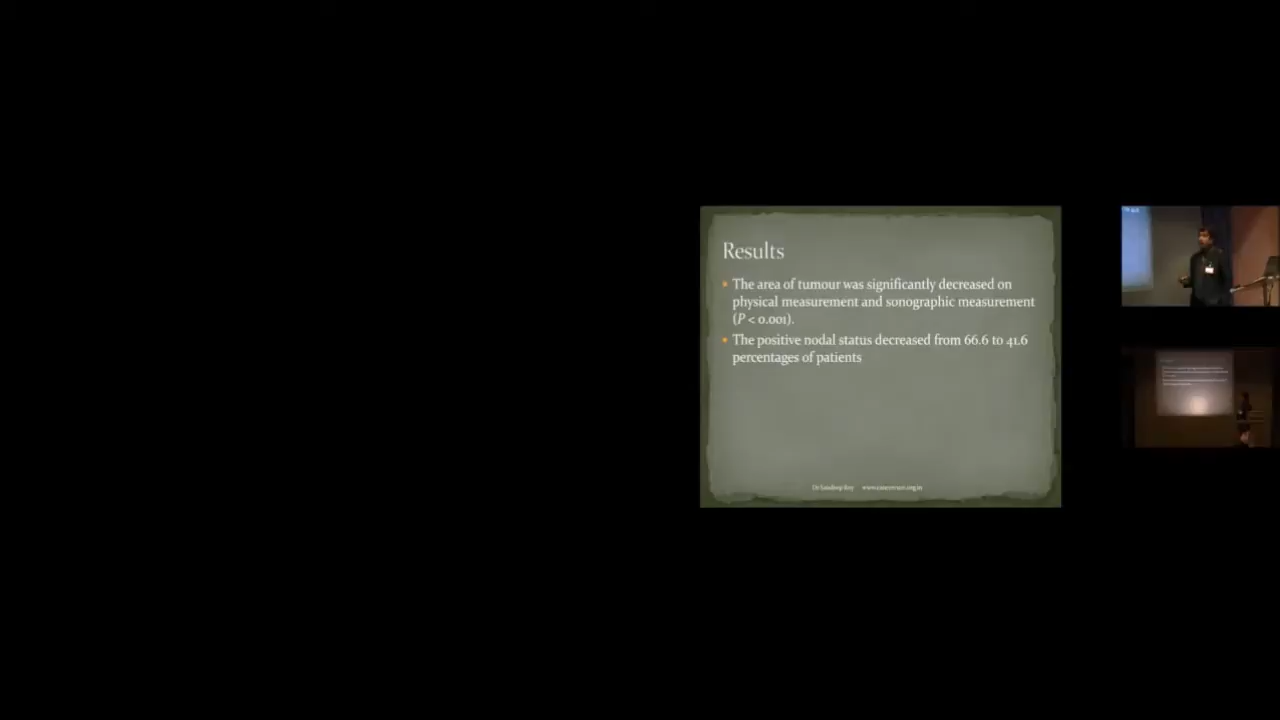 Results
The area of tumour was significantly decreased on
physical measurement and sonographic measurement
(P < 0.001).
The positive nodal status decreased from 66.6 to 41.6
percentages of patients